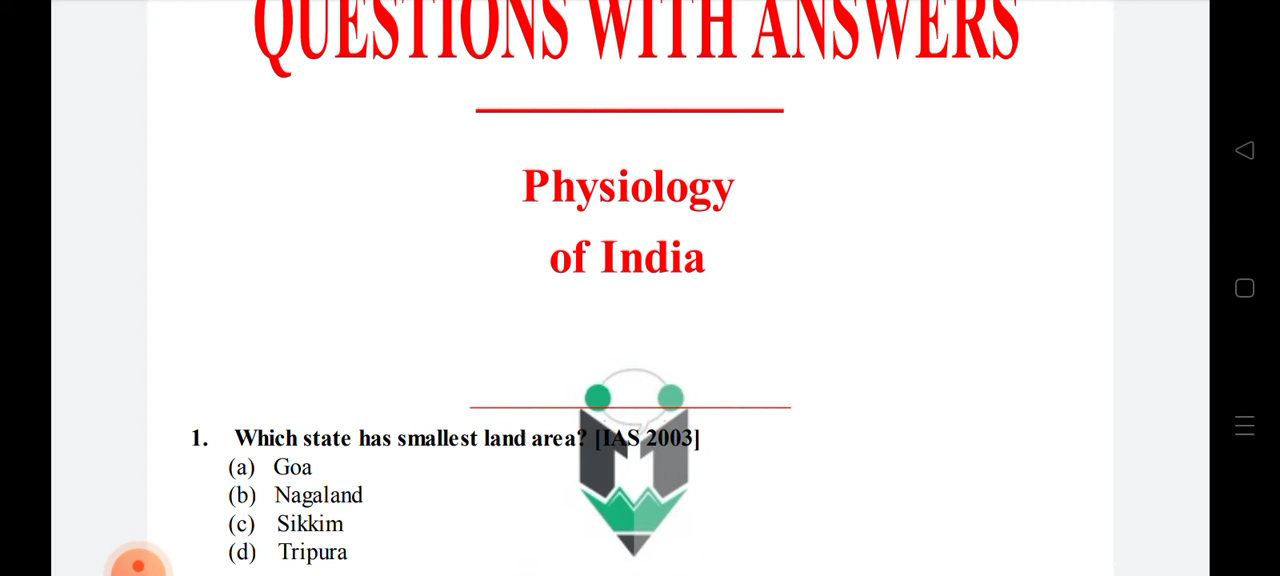 QUESTIONS WITH ANSWERS
Physiology
of India
1. Which state has smallest land area? [IAS 2003]
(a) Goa
(b) Nagaland
(c) Sikkim
(d) Tripura